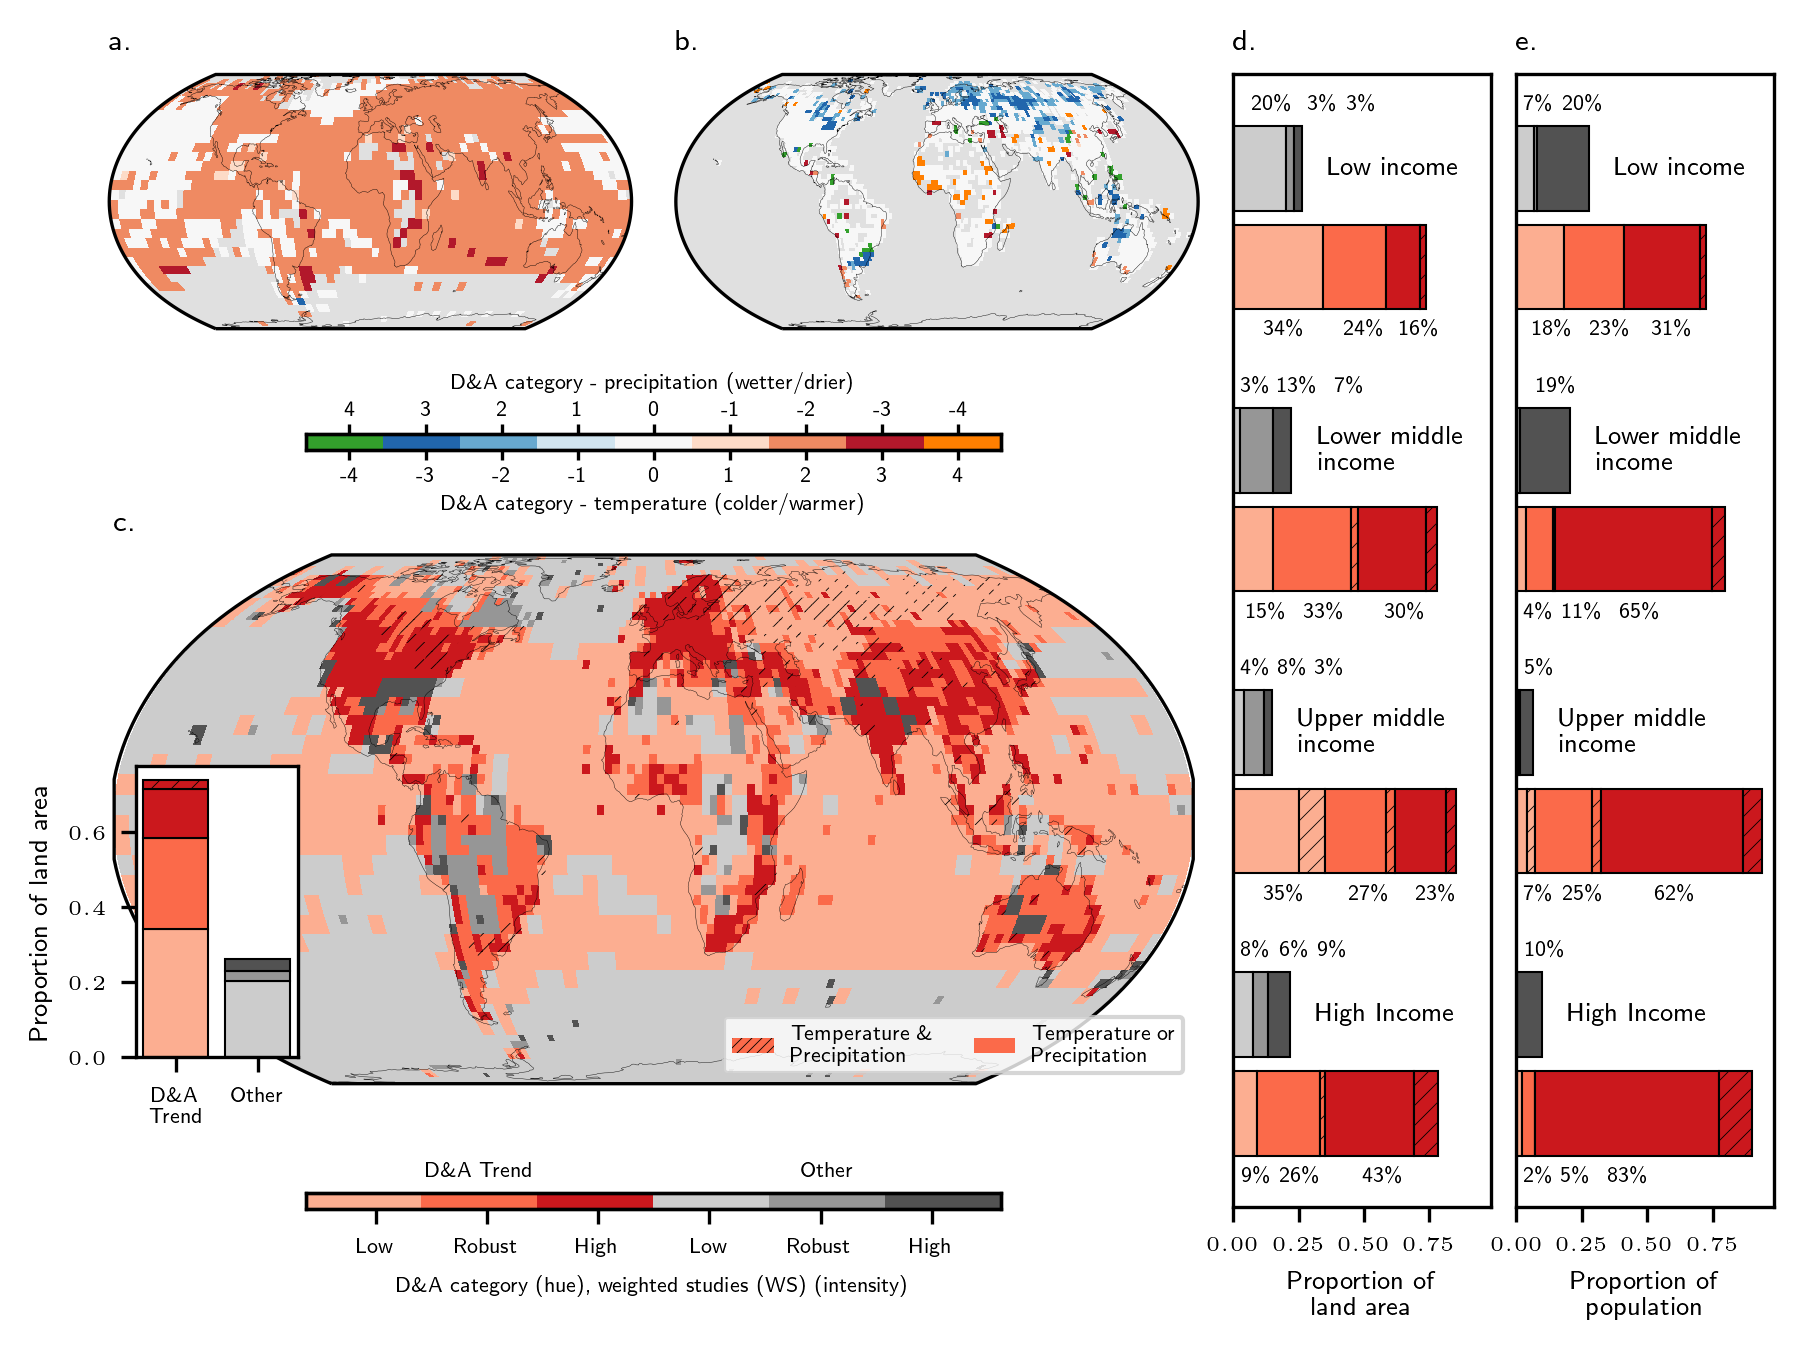 a.
b.
d.
e.
D&A category - precipitation (wetter/drier)
4 3 2 1 0 -1 -2 -3 -4
-4 -3 -2 -1 0 1 2 3 4
D&A category - temperature (colder/warmer)
c.
Proportion of land area
0.6
0.4
0.2
0.0
D&A
Trend
Other
Temperature &
Precipitation
Temperature or
Precipitation
D&A Trend
Other
Low Robust High Low Robust High
D&A category (hue), weighted studies (WS) (intensity)
20% 3% 3%
Low income
34% 24% 16%
3% 13% 7%
Lower middle
income
15% 33% 30%
4% 8% 3%
Upper middle
income
35% 27% 23%
8% 6% 9%
High Income
9% 26% 43%
0.00 0.25 0.50 0.75
Proportion of
land area
7% 20%
Low income
18% 23% 31%
19%
Lower middle
income
4% 11% 65%
5%
Upper middle
income
7% 25% 62%
10%
High Income
2% 5% 83%
0.00 0.25 0.50 0.75
Proportion of
population